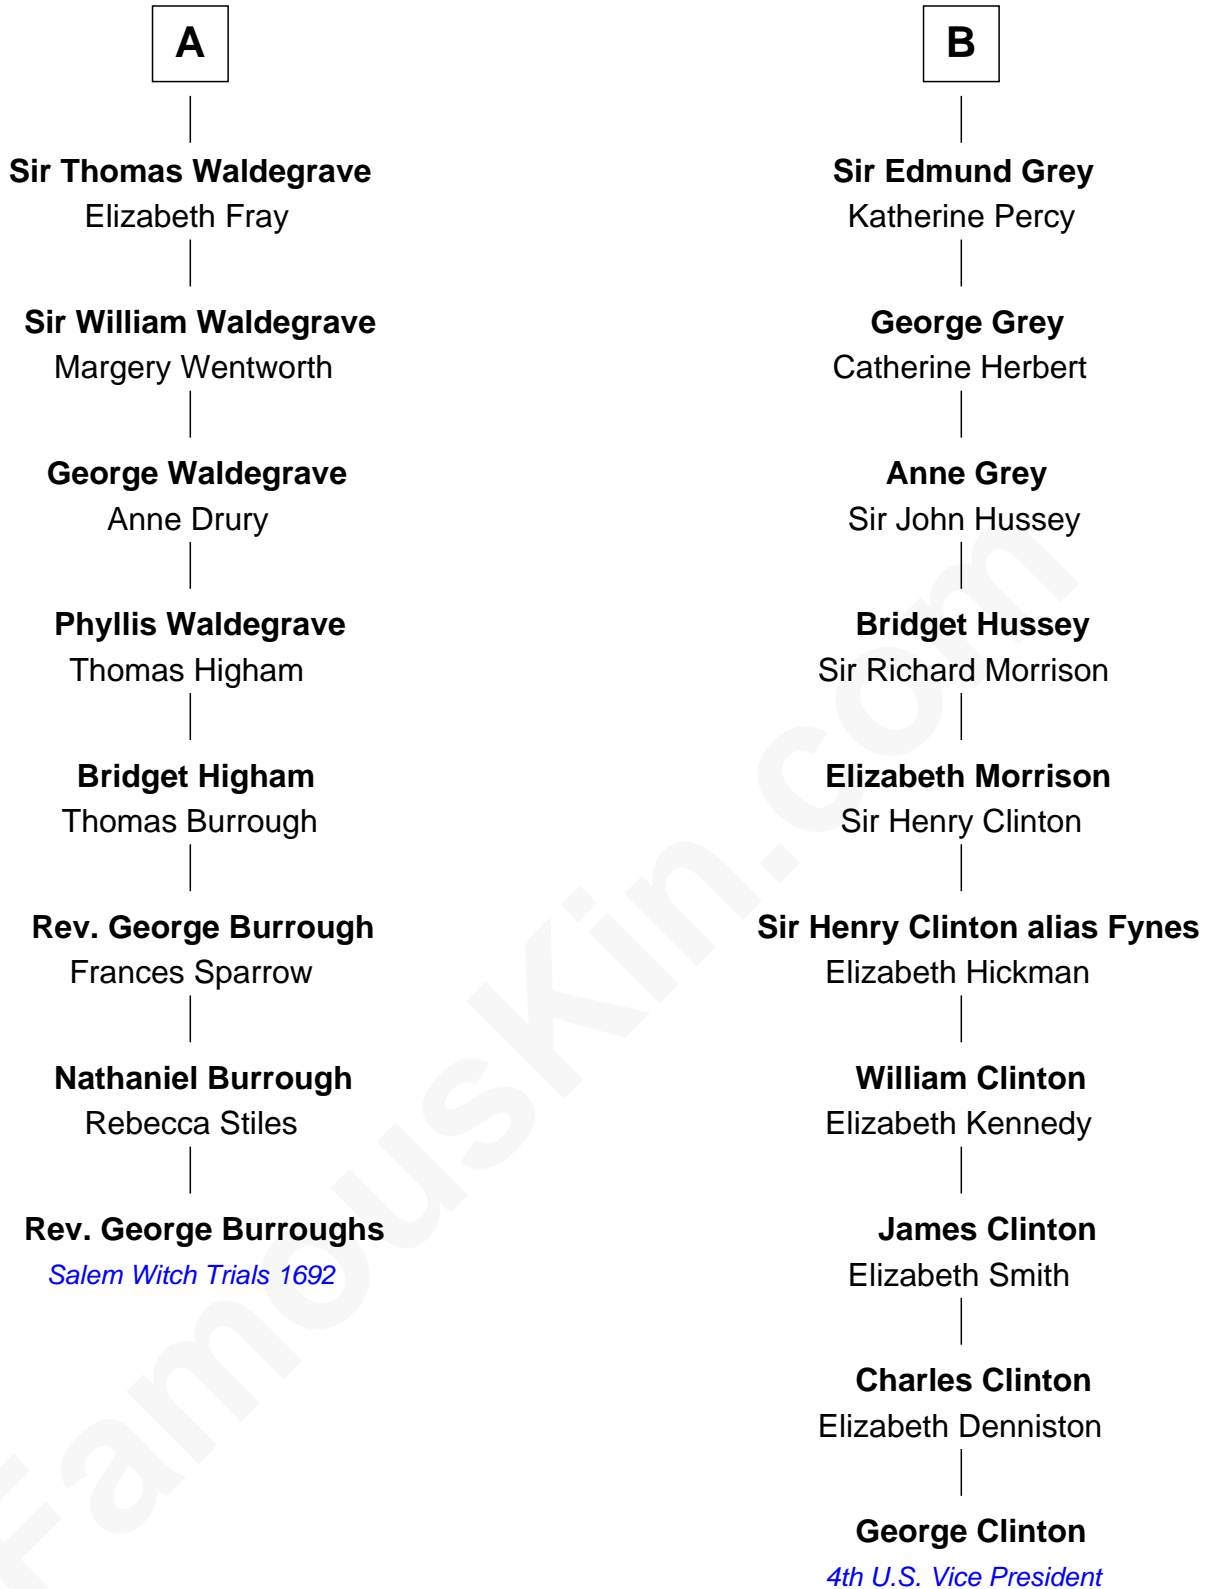 A
Sir Thomas Waldegrave
Elizabeth Fray
Sir William Waldegrave
Margery Wentworth
George Waldegrave
Anne Drury
Phyllis Waldegrave
Thomas Higham
Bridget Higham
Thomas Burrough
Rev. George Burrough
Frances Sparrow
Nathaniel Burrough
Rebecca Stiles
Rev. George Burroughs
Salem Witch Trials 1692
B
Sir Edmund Grey
Katherine Percy
George Grey
Catherine Herbert
Anne Grey
Sir John Hussey
Bridget Hussey
Sir Richard Morrison
Elizabeth Morrison
Sir Henry Clinton
Sir Henry Clinton alias Fynes
Elizabeth Hickman
William Clinton
Elizabeth Kennedy
James Clinton
Elizabeth Smith
Charles Clinton
Elizabeth Denniston
George Clinton
4th U.S. Vice President
FamousKin.com